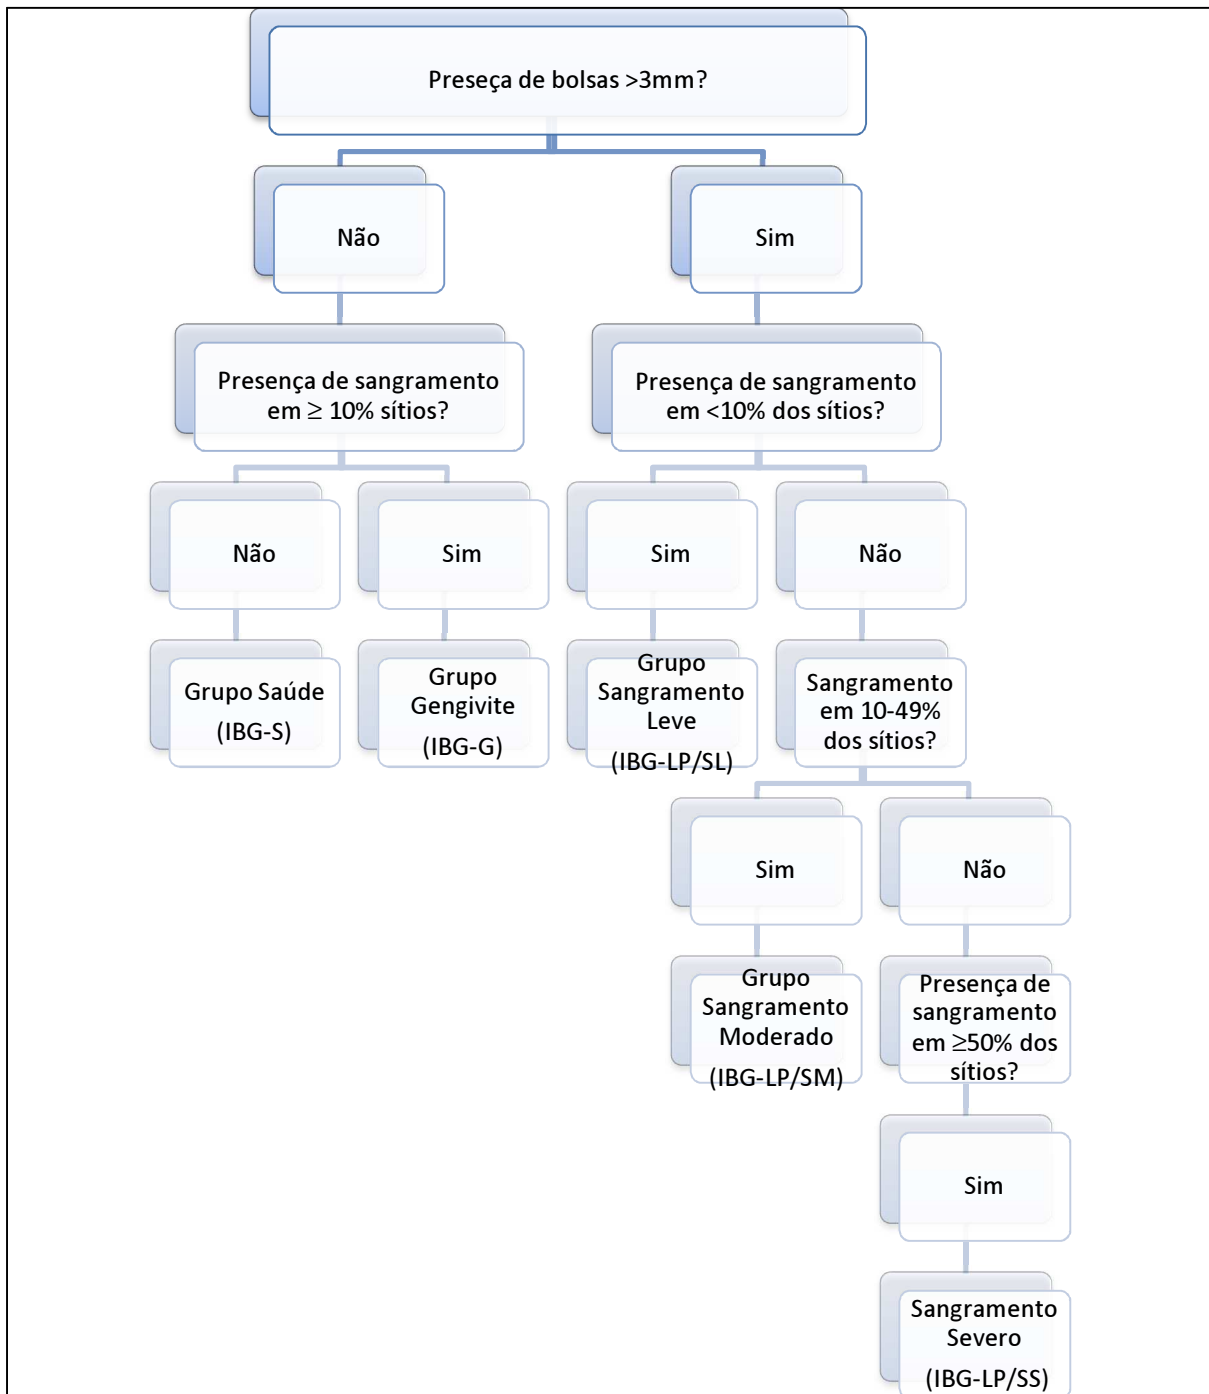 Preseça de bolsas >3mm?
Não
Sim
Presença de sangramento
em ≥ 10% sítios?
Presença de sangramento
em <10% dos sítios?
Não
Sim
Sim
Não
Grupo Saúde
(IBG-S)
Grupo
Gengivite
(IBG-G)
Grupo
Sangramento
Leve
(IBG-LP/SL)
Sangramento
em 10-49%
dos sítios?
Sim
Não
Grupo
Sangramento
Moderado
(IBG-LP/SM)
Presença de
sangramento
em ≥50% dos
sítios?
Sim
Sangramento
Severo
(IBG-LP/SS)